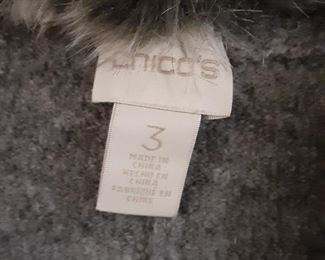 CHICO'S
3
MADE IN
CHINA
HECHO EN
CHINA
FABRIQUÉ EN
CHINE